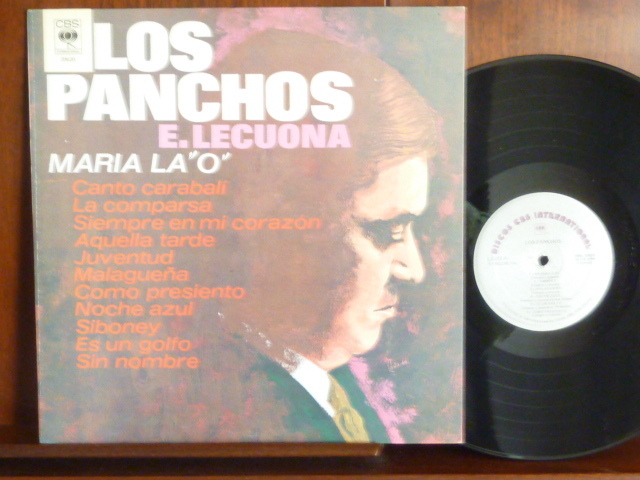 CBS
LOS
PANCHOS
E. LECUONA
MARIA LA "O"
Canto carabali
La comparsa
Siempre en mi corazon
Aquella tarde
Juventud
Malagueña
Como presiento
Noche azul
Siboney
Es un golfo
Sin nombre
DISCOS CBS INTERNATIONAL